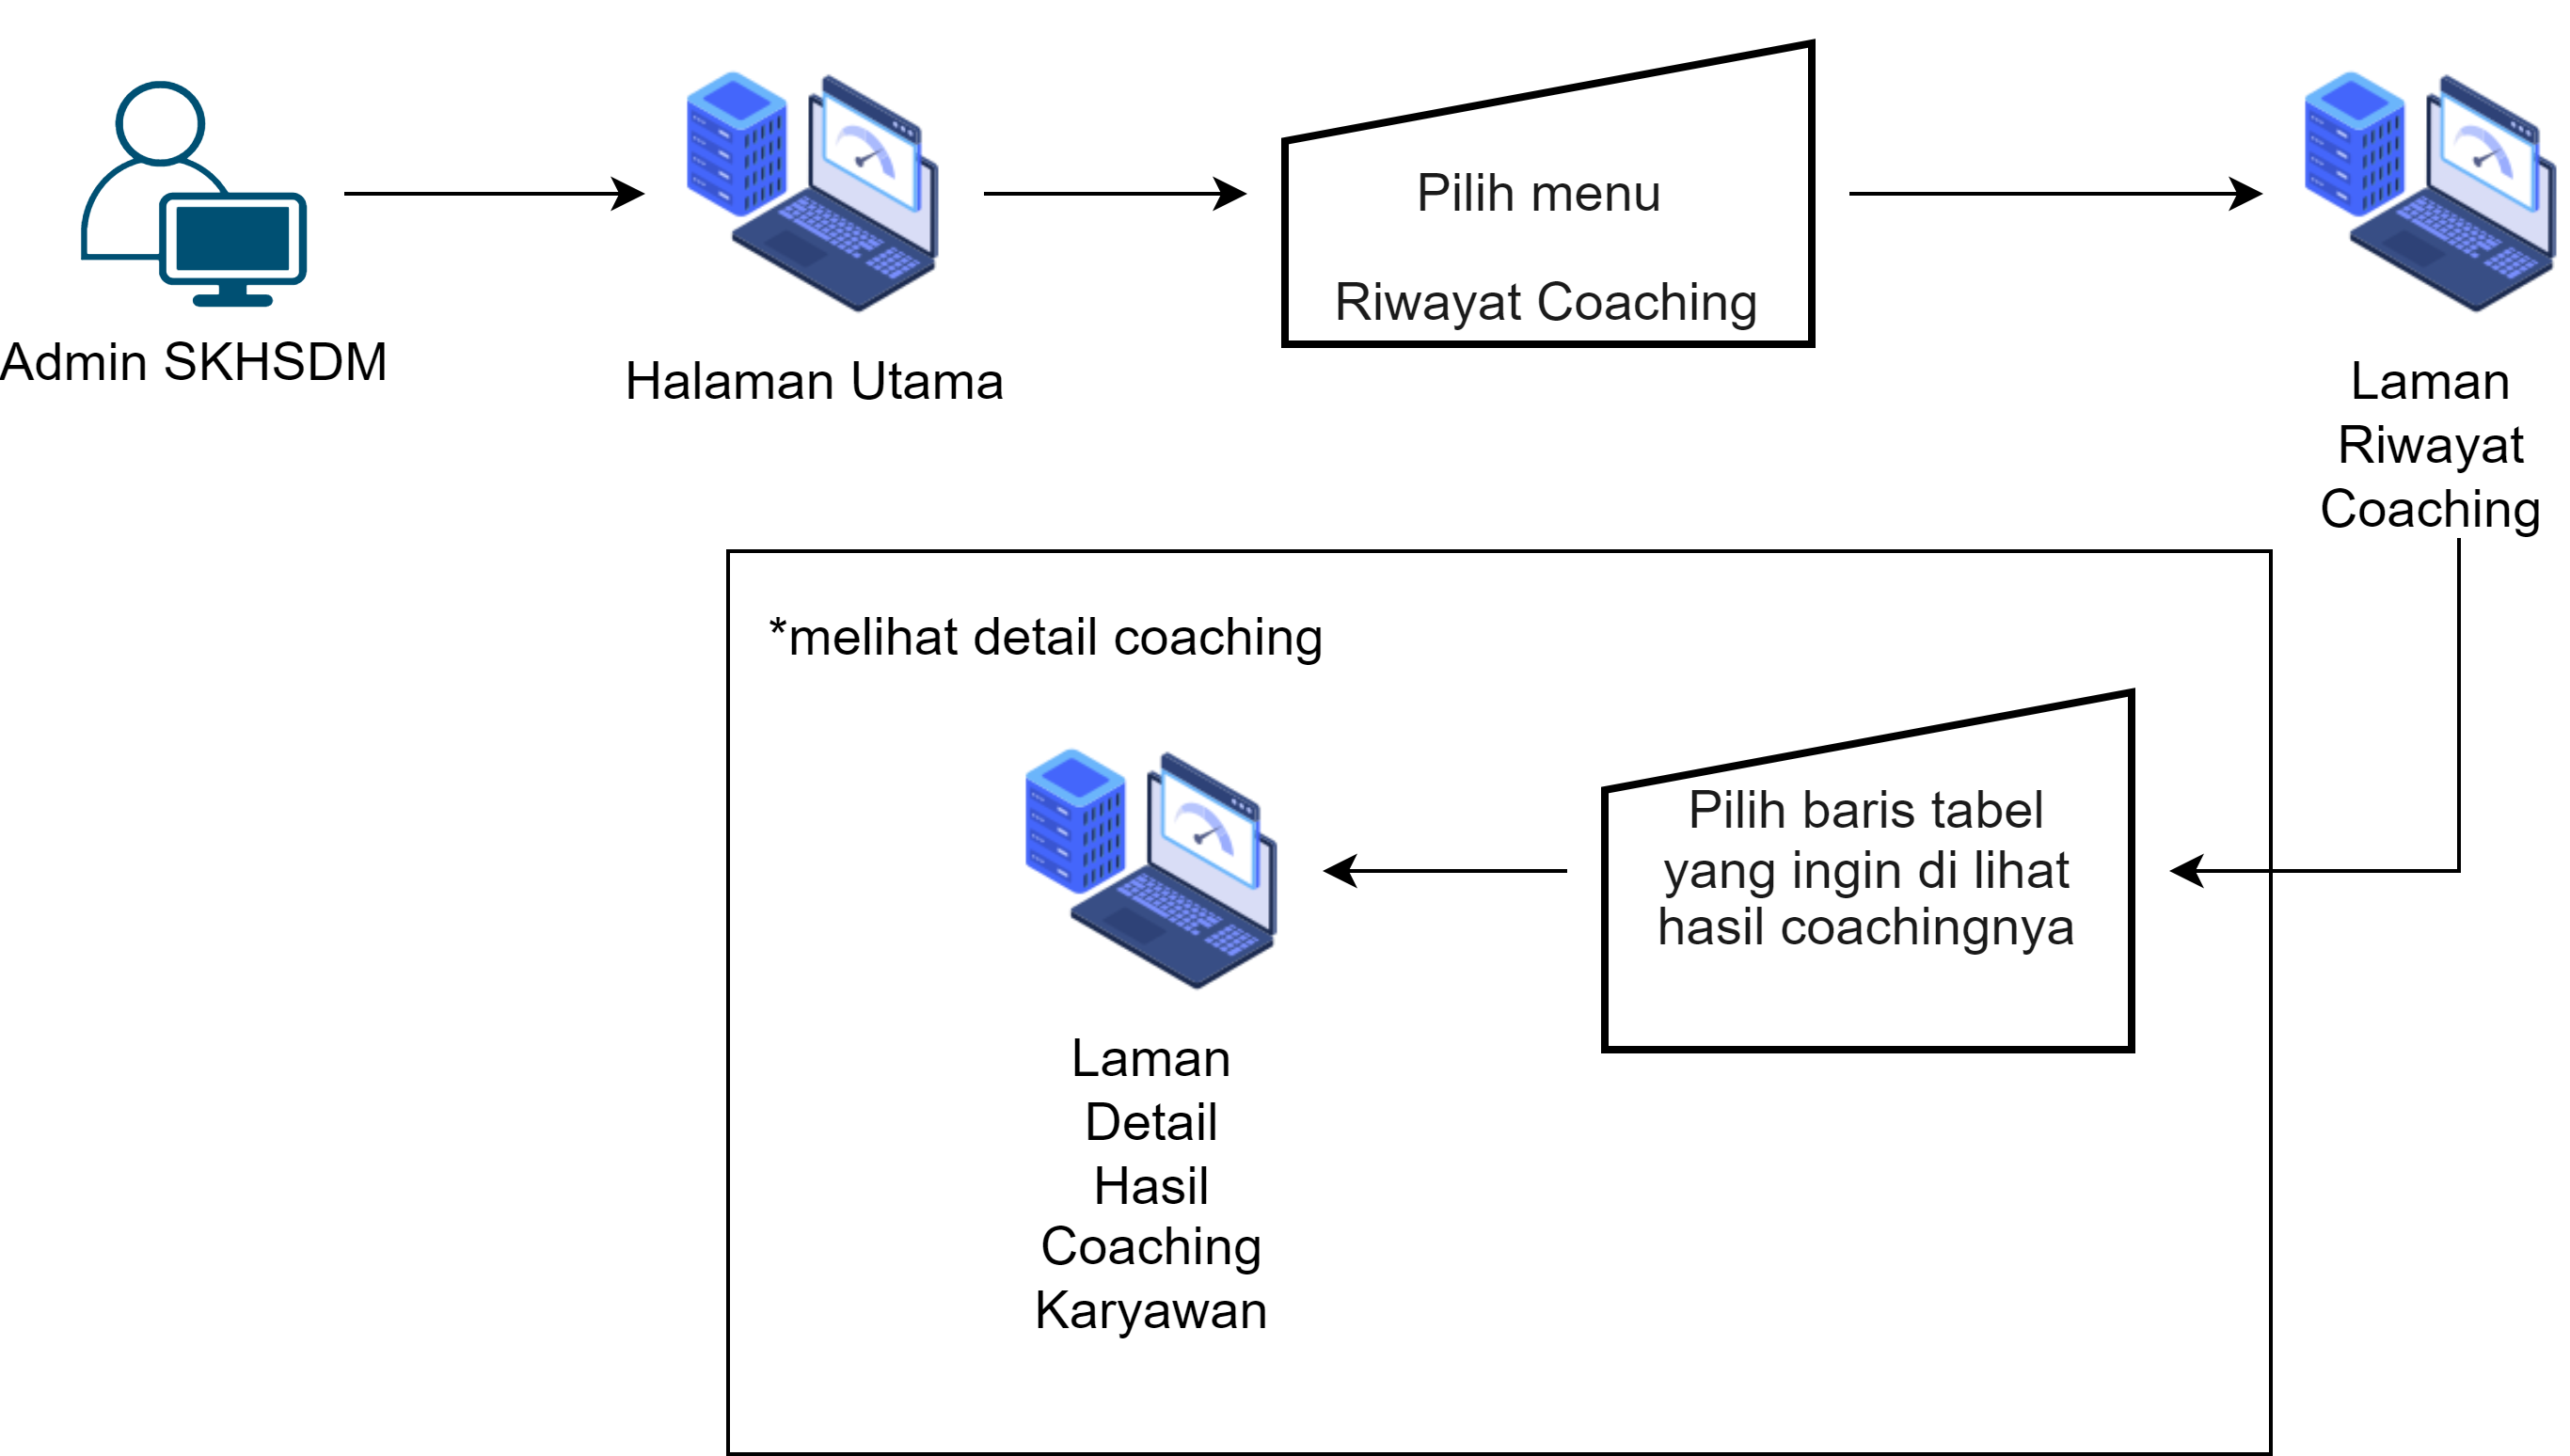 Admin SKHSDM
Halaman Utama
Pilih menu
Riwayat Coaching
Laman
Riwayat
Coaching
*melihat detail coaching
Pilih baris tabel
yang ingin di lihat
hasil coachingnya
Laman
Detail
Hasil
Coaching
Karyawan